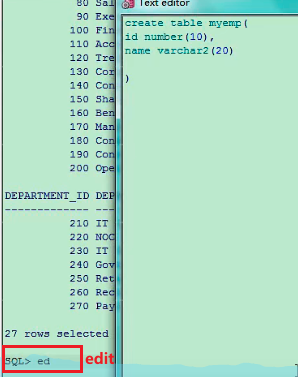 80 Sal
90 Exe
100 Fin
110 Acc
120 Tre
130 Cor
140 Con
150 Sha
160 Ben
170 Man
180 Con
190 Con
200 Ope
DEPARTMENT_ID DEP
------------- ---
210 IT
220 NOC
230 IT
240 Gov
250 Ret
260 Rec
270 Pay
27 rows selected
SQL> ed
edit
Text editor
create table myemp(
id number(10),
name varchar2(20)
)